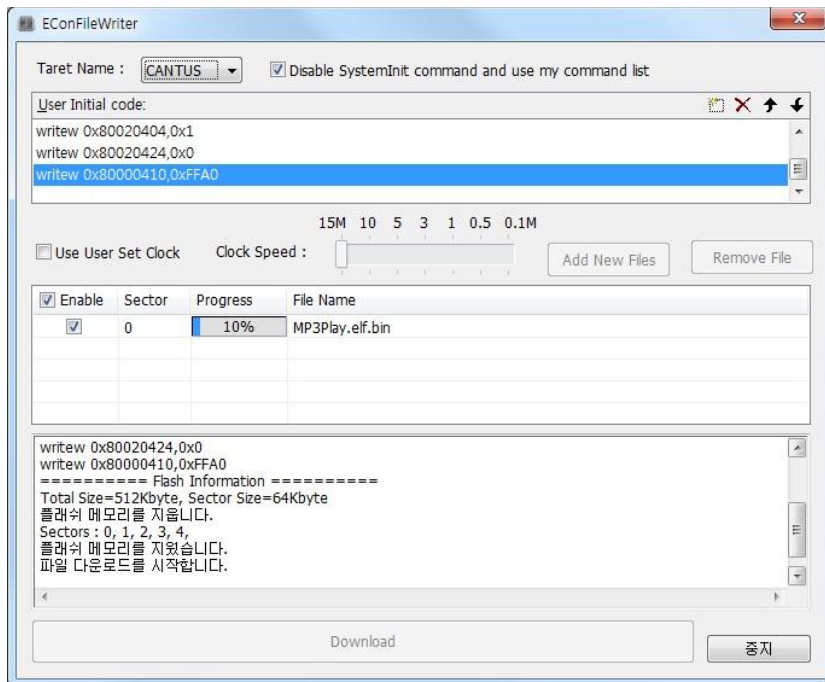 EConFileWriter
Taret Name : CANTUS Disable SystemInit command and use my command list
User Initial code:
writew 0x80020404,0x1
writew 0x80020424,0x0
writew 0x80000410,0xFFA0
15M 10 5 3 1 0.5 0.1M
Use User Set Clock Clock Speed : Add New Files Remove File
Enable Sector Progress File Name
0 10% MP3Play.elf.bin
writew 0x80020424,0x0
writew 0x80000410,0xFFA0
========== Flash Information ==========
Total Size=512Kbyte, Sector Size=64Kbyte
플래쉬 메모리를 지웁니다.
Sectors : 0, 1, 2, 3, 4,
플래쉬 메모리를 지웠습니다.
파일 다운로드를 시작합니다.
Download 중지